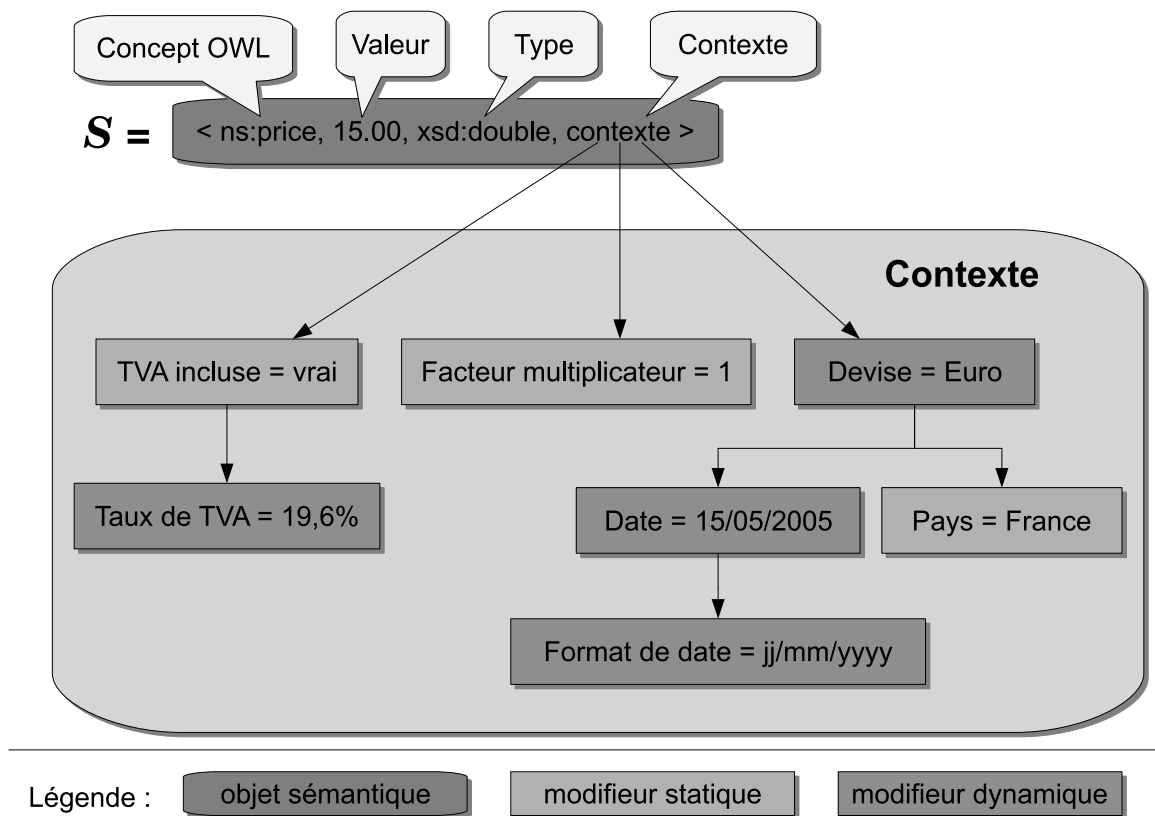 Concept OWL
Valeur
Type
Contexte
S = < ns:price, 15.00, xsd:double, contexte >
Contexte
TVA incluse = vrai
Facteur multiplicateur = 1
Devise = Euro
Taux de TVA = 19,6%
Date = 15/05/2005
Pays = France
Format de date = jj/mm/yyyy
Légende :
objet sémantique
modifieur statique
modifieur dynamique